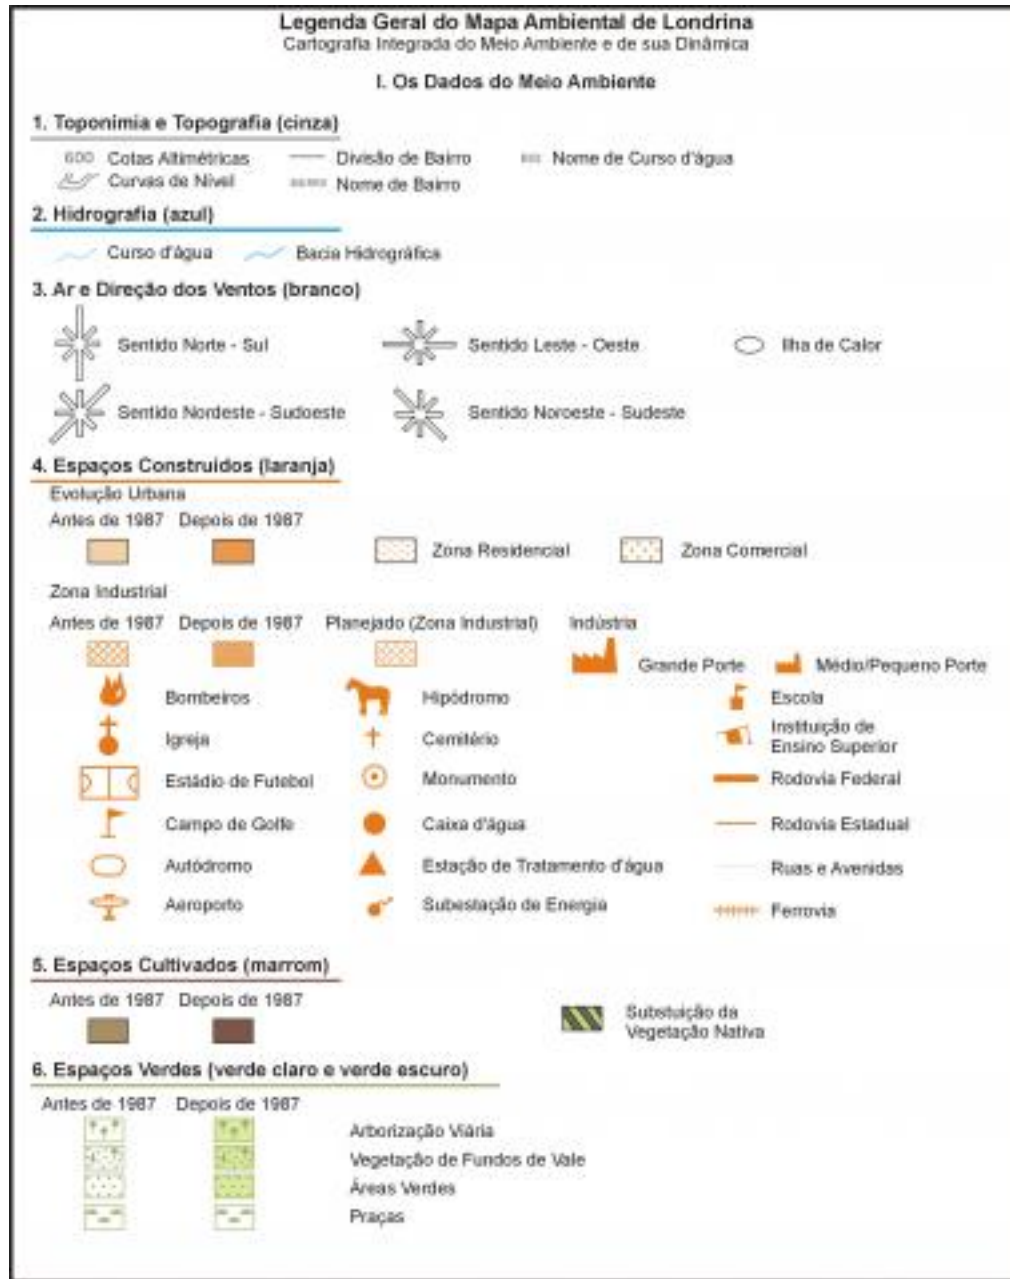 Legenda Geral do Mapa Ambiental de Londrina
Cartografia Integrada do Meio Ambiente e de sua Dinâmica
I. Os Dados do Meio Ambiente
1. Toponimia e Topografia (cinza)
600 Cotas Altimétricas Divisão de Bairro Nome de Curso d'água
Curvas de Nível Nome de Bairro
2. Hidrografia (azul)
Curso d'água Bacia Hidrográfica
3. Ar e Direção dos Ventos (branco)
Sentido Norte - Sul Sentido Leste - Oeste Ilha de Calor
Sentido Nordeste - Sudoeste Sentido Noroeste - Sudeste
4. Espaços Construidos (laranja)
Evolução Urbana
Antes de 1987 Depois de 1987
Zona Residencial Zona Comercial
Zona Industrial
Antes de 1987 Depois de 1987 Planejado (Zona Industrial) Indústria
Grande Porte Médio/Pequeno Porte
Bombeiros Hipódromo Escola
Igreja Cemitério Instituição de
Ensino Superior
Estádio de Futebol Monumento Rodovia Federal
Campo de Golfe Caixa d'água Rodovia Estadual
Autódromo Estação de Tratamento d'água Ruas e Avenidas
Aeroporto Subestação de Energia Ferrovia
5. Espaços Cultivados (marrom)
Antes de 1987 Depois de 1987
Substuição da
Vegetação Nativa
6. Espaços Verdes (verde claro e verde escuro)
Antes de 1987 Depois de 1987
Arborização Viária
Vegetação de Fundos de Vale
Áreas Verdes
Praças